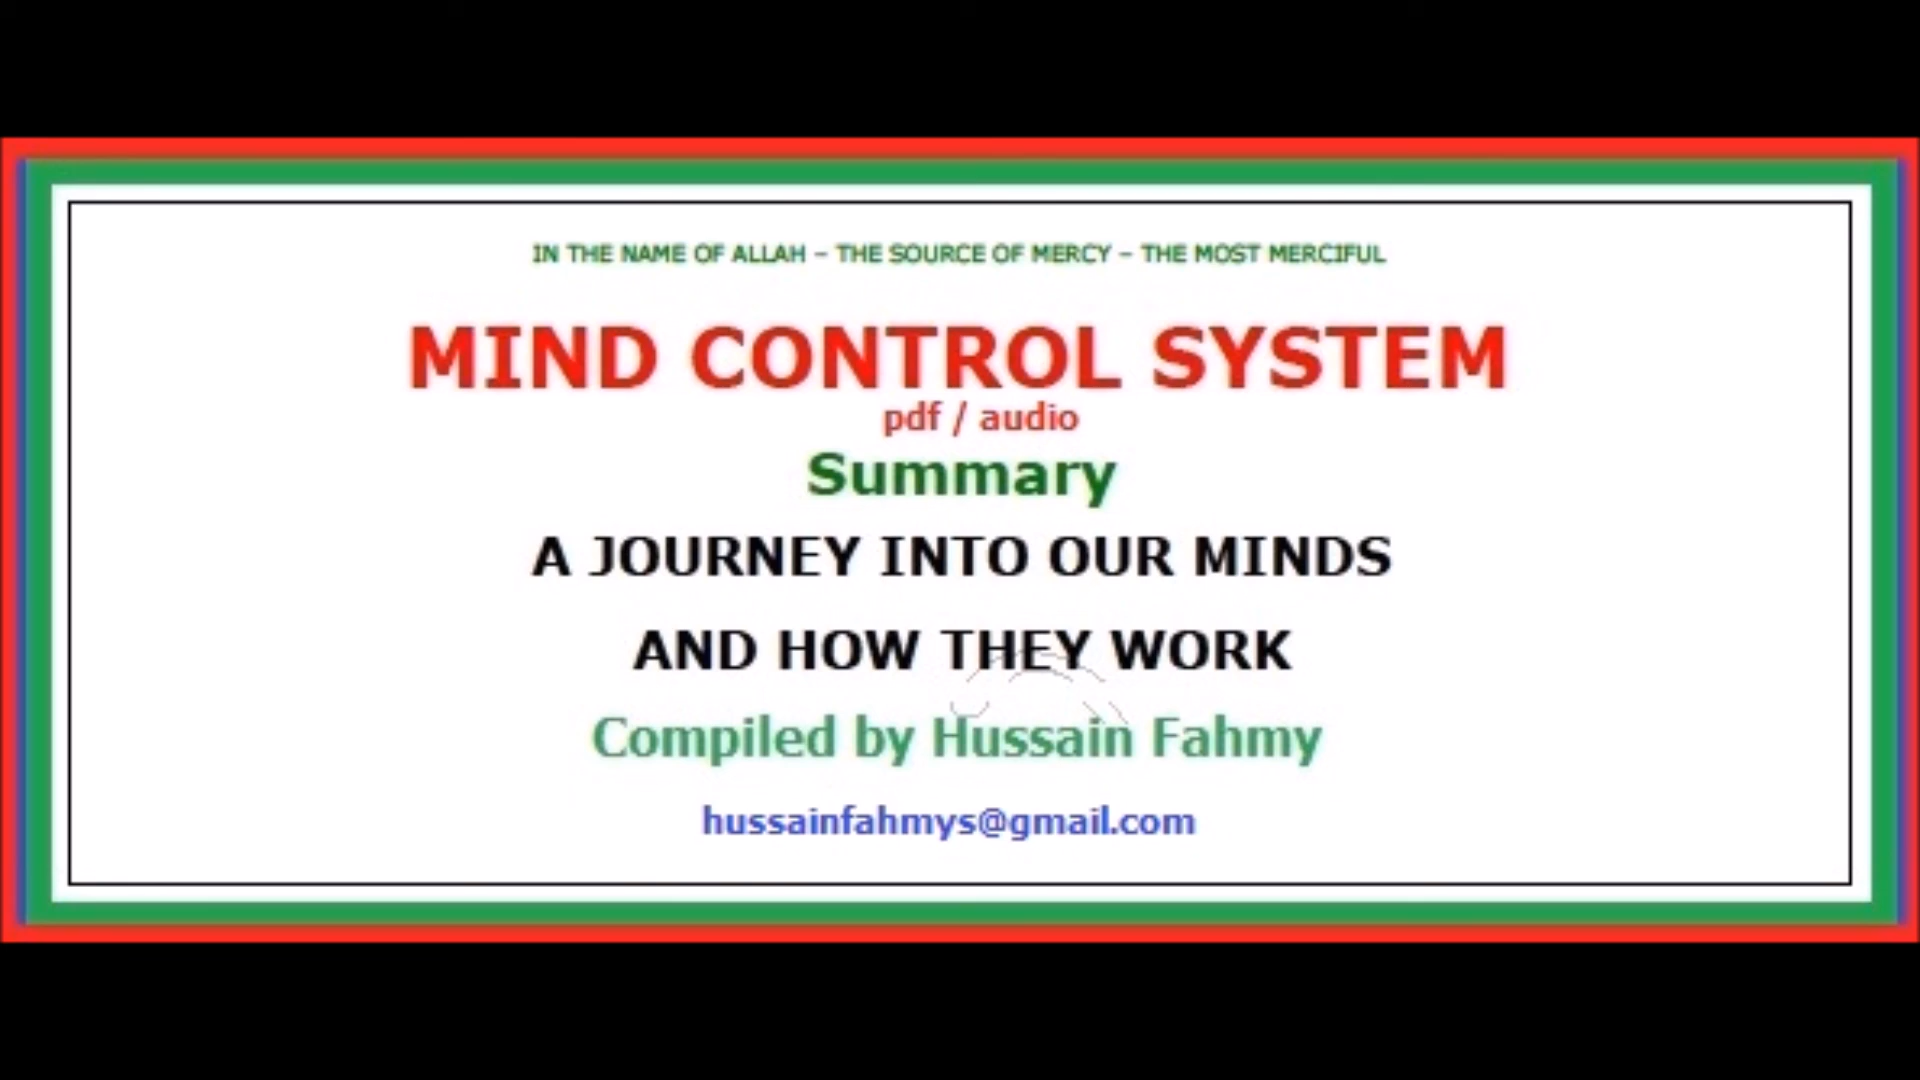 IN THE NAME OF ALLAH – THE SOURCE OF MERCY – THE MOST MERCIFUL
MIND CONTROL SYSTEM
pdf / audio
Summary
A JOURNEY INTO OUR MINDS
AND HOW THEY WORK
Compiled by Hussain Fahmy
hussainfahmys@gmail.com